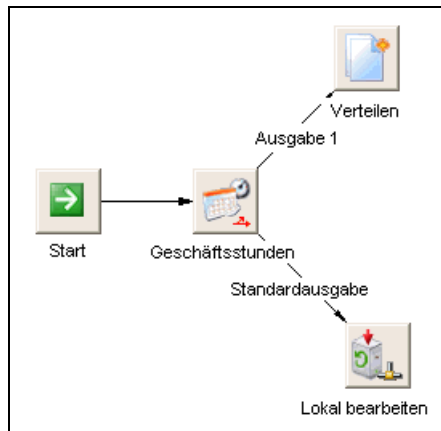 Verteilen
Ausgabe 1
Start
Geschäftsstunden
Standardausgabe
Lokal bearbeiten